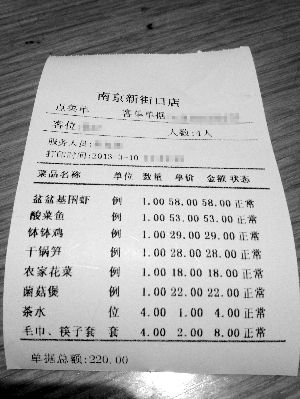 南京新街口店
点菜单 客单单据
客位:
人数:4人
服务人员:
打印时间:2013-3-10
菜品名称 单位 数量 单价 金额 状态
盆盆基围虾 例 1.00 58.00 58.00 正常
酸菜鱼 例 1.00 53.00 53.00 正常
钵钵鸡 例 1.00 29.00 29.00 正常
干锅笋 例 1.00 28.00 28.00 正常
农家花菜 例 1.00 18.00 18.00 正常
菌菇煲 例 1.00 22.00 22.00 正常
茶水 位 4.00 1.00 4.00 正常
毛巾、筷子套 套 4.00 2.00 8.00 正常
单据总额:220.00